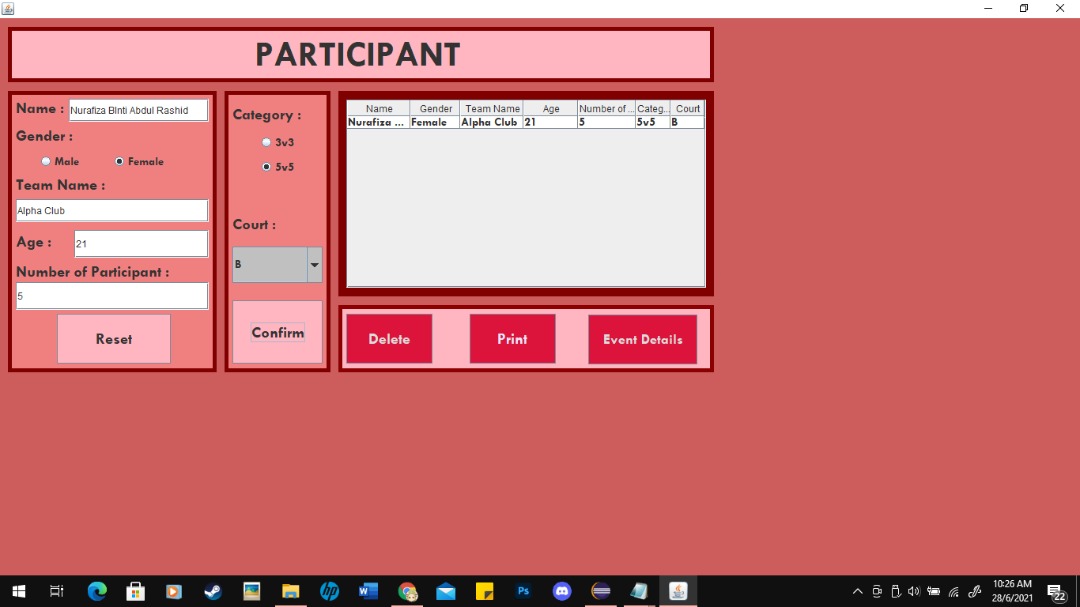 PARTICIPANT
Name : Nurafiza BInti Abdul Rashid
Gender :
Male Female
Team Name :
Alpha Club
Age : 21
Number of Participant :
5
Reset
Category :
3v3
5v5
Court :
B
Confirm
Name Gender Team Name Age Number of ... Categ... Court
Nurafiza ... Female Alpha Club 21 5 5v5 B
Delete Print Event Details
W Ps
10:26 AM
28/6/2021
22